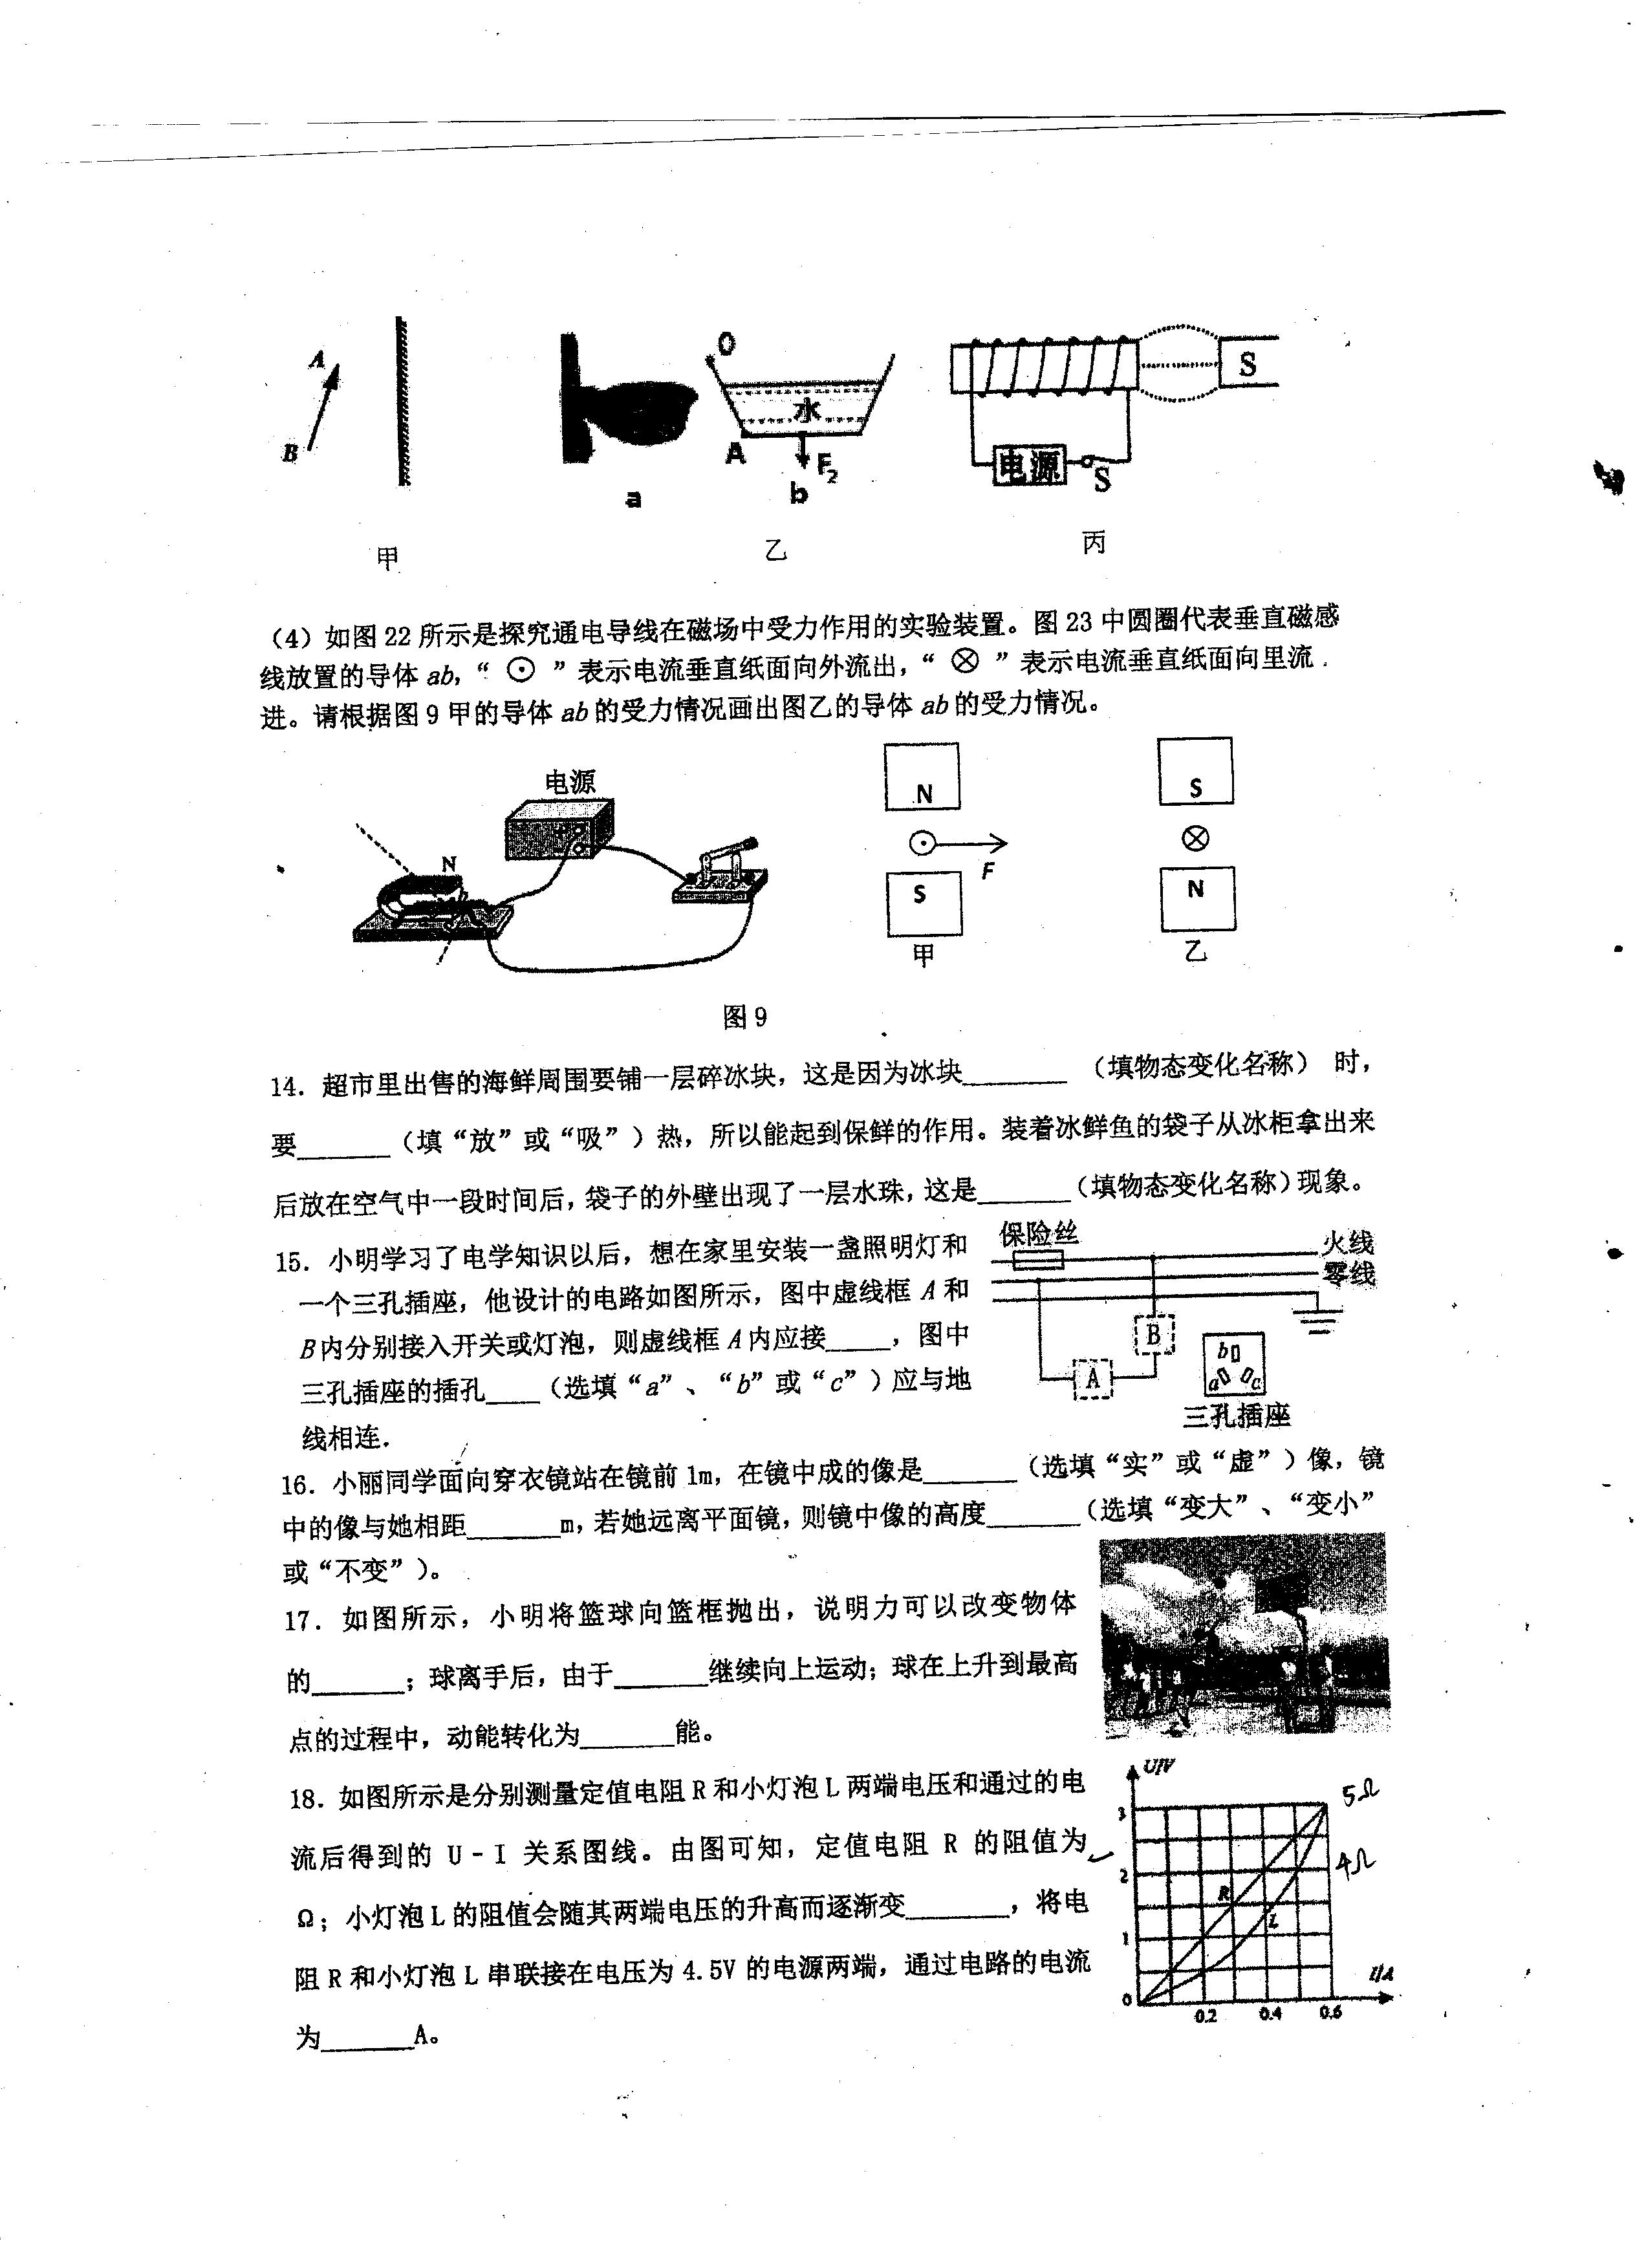 A
B
甲
a
O
水
A
F₂
b
乙
S
电源
S
丙
（4）如图 22 所示是探究通电导线在磁场中受力作用的实验装置。图 23 中圆圈代表垂直磁感
线放置的导体 ab，“ ⊙ ”表示电流垂直纸面向外流出，“ ⊗ ”表示电流垂直纸面向里流
进。请根据图 9 甲的导体 ab 的受力情况画出图乙的导体 ab 的受力情况。
电源
N
N
F
S
甲
S
N
乙
图 9
14．超市里出售的海鲜周围要铺一层碎冰块，这是因为冰块________（填物态变化名称） 时，
要_______（填“放”或“吸”）热，所以能起到保鲜的作用。装着冰鲜鱼的袋子从冰柜拿出来
后放在空气中一段时间后，袋子的外壁出现了一层水珠，这是_______（填物态变化名称）现象。
15．小明学习了电学知识以后，想在家里安装一盏照明灯和
一个三孔插座，他设计的电路如图所示，图中虚线框 A 和
B内分别接入开关或灯泡，则虚线框 A内应接_____，图中
三孔插座的插孔____（选填“a”、“b”或“c”）应与地
线相连．
保险丝
火线
零线
B
A
b
a
c
三孔插座
16．小丽同学面向穿衣镜站在镜前 1m，在镜中成的像是_______（选填“实”或“虚”）像，镜
中的像与她相距_______m，若她远离平面镜，则镜中像的高度_______（选填“变大”、“变小”
或“不变”）。
17．如图所示，小明将篮球向篮框抛出，说明力可以改变物体
的_______；球离手后，由于_______继续向上运动；球在上升到最高
点的过程中，动能转化为_______能。
18．如图所示是分别测量定值电阻 R 和小灯泡 L 两端电压和通过的电
流后得到的 U－I 关系图线。由图可知，定值电阻 R 的阻值为
Ω；小灯泡 L 的阻值会随其两端电压的升高而逐渐变________，将电
阻 R 和小灯泡 L 串联接在电压为 4.5V 的电源两端，通过电路的电流
为_______A。
U/V
3
2
1
0
R
L
0.2
0.4
0.6
I/A
5Ω
4Ω